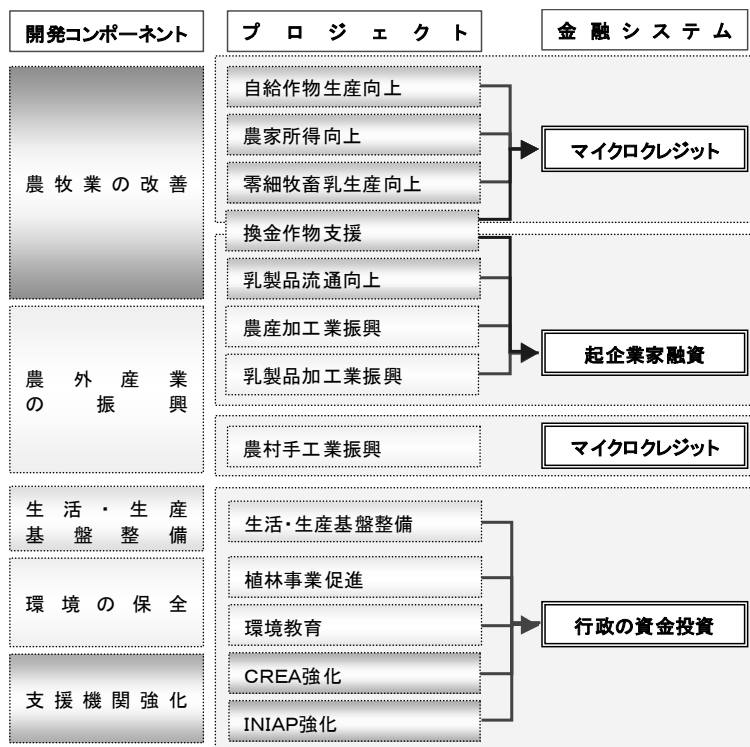 開発コンポーネント
プロジェクト
金融システム
農牧業の改善
自給作物生産向上
農家所得向上
零細牧畜乳生産向上
換金作物支援
乳製品流通向上
マイクロクレジット
農外産業
の振興
農産加工業振興
乳製品加工業振興
起企業家融資
農村手工業振興
マイクロクレジット
生活・生産
基盤整備
生活・生産基盤整備
環境の保全
植林事業促進
環境教育
行政の資金投資
支援機関強化
CREA強化
INIAP強化